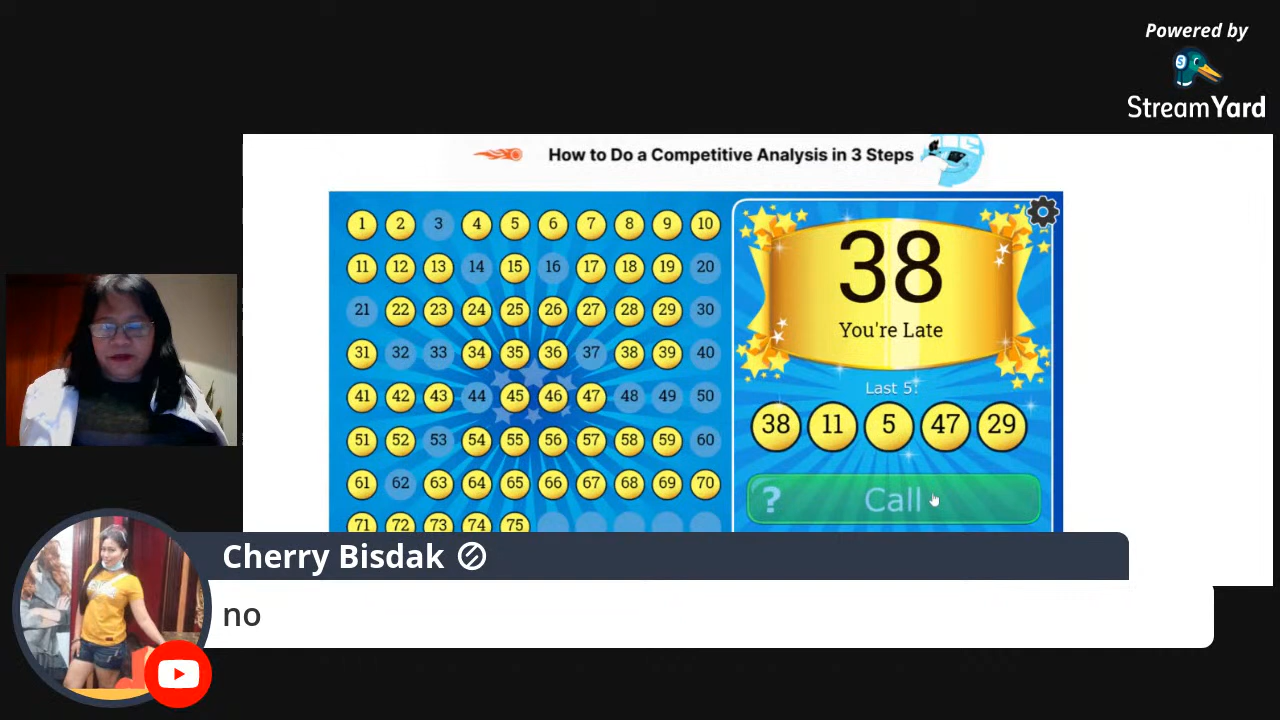 Powered by
StreamYard
How to Do a Competitive Analysis in 3 Steps
1 2 3 4 5 6 7 8 9 10
11 12 13 14 15 16 17 18 19 20
21 22 23 24 25 26 27 28 29 30
31 32 33 34 35 36 37 38 39 40
41 42 43 44 45 46 47 48 49 50
51 52 53 54 55 56 57 58 59 60
61 62 63 64 65 66 67 68 69 70
71 72 73 74 75
38
You're Late
Last 5:
38 11 5 47 29
? Call
Cherry Bisdak
no